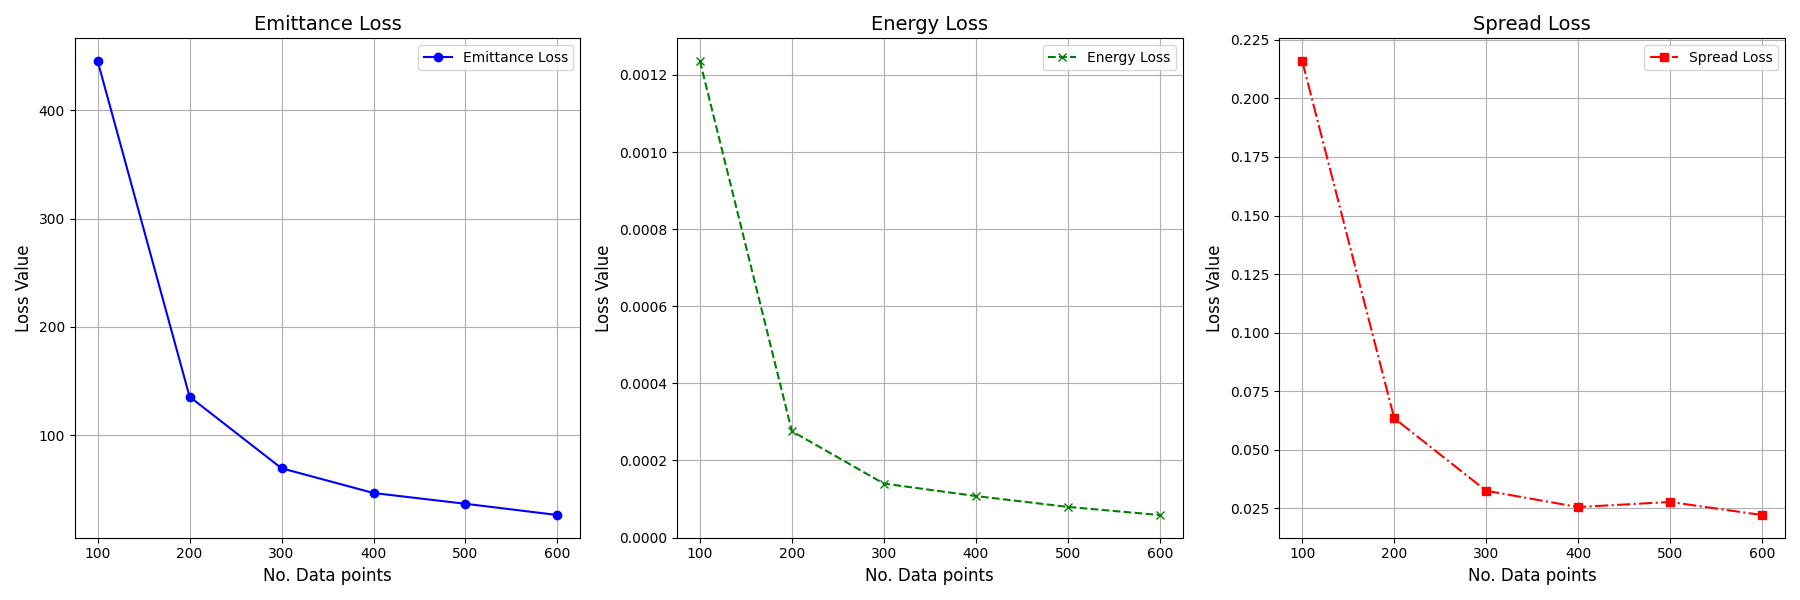 Emittance Loss
Emittance Loss
400
300
200
100
Loss Value
100 200 300 400 500 600
No. Data points
Energy Loss
Energy Loss
0.0012
0.0010
0.0008
0.0006
0.0004
0.0002
0.0000
Loss Value
100 200 300 400 500 600
No. Data points
Spread Loss
Spread Loss
0.225
0.200
0.175
0.150
0.125
0.100
0.075
0.050
0.025
Loss Value
100 200 300 400 500 600
No. Data points